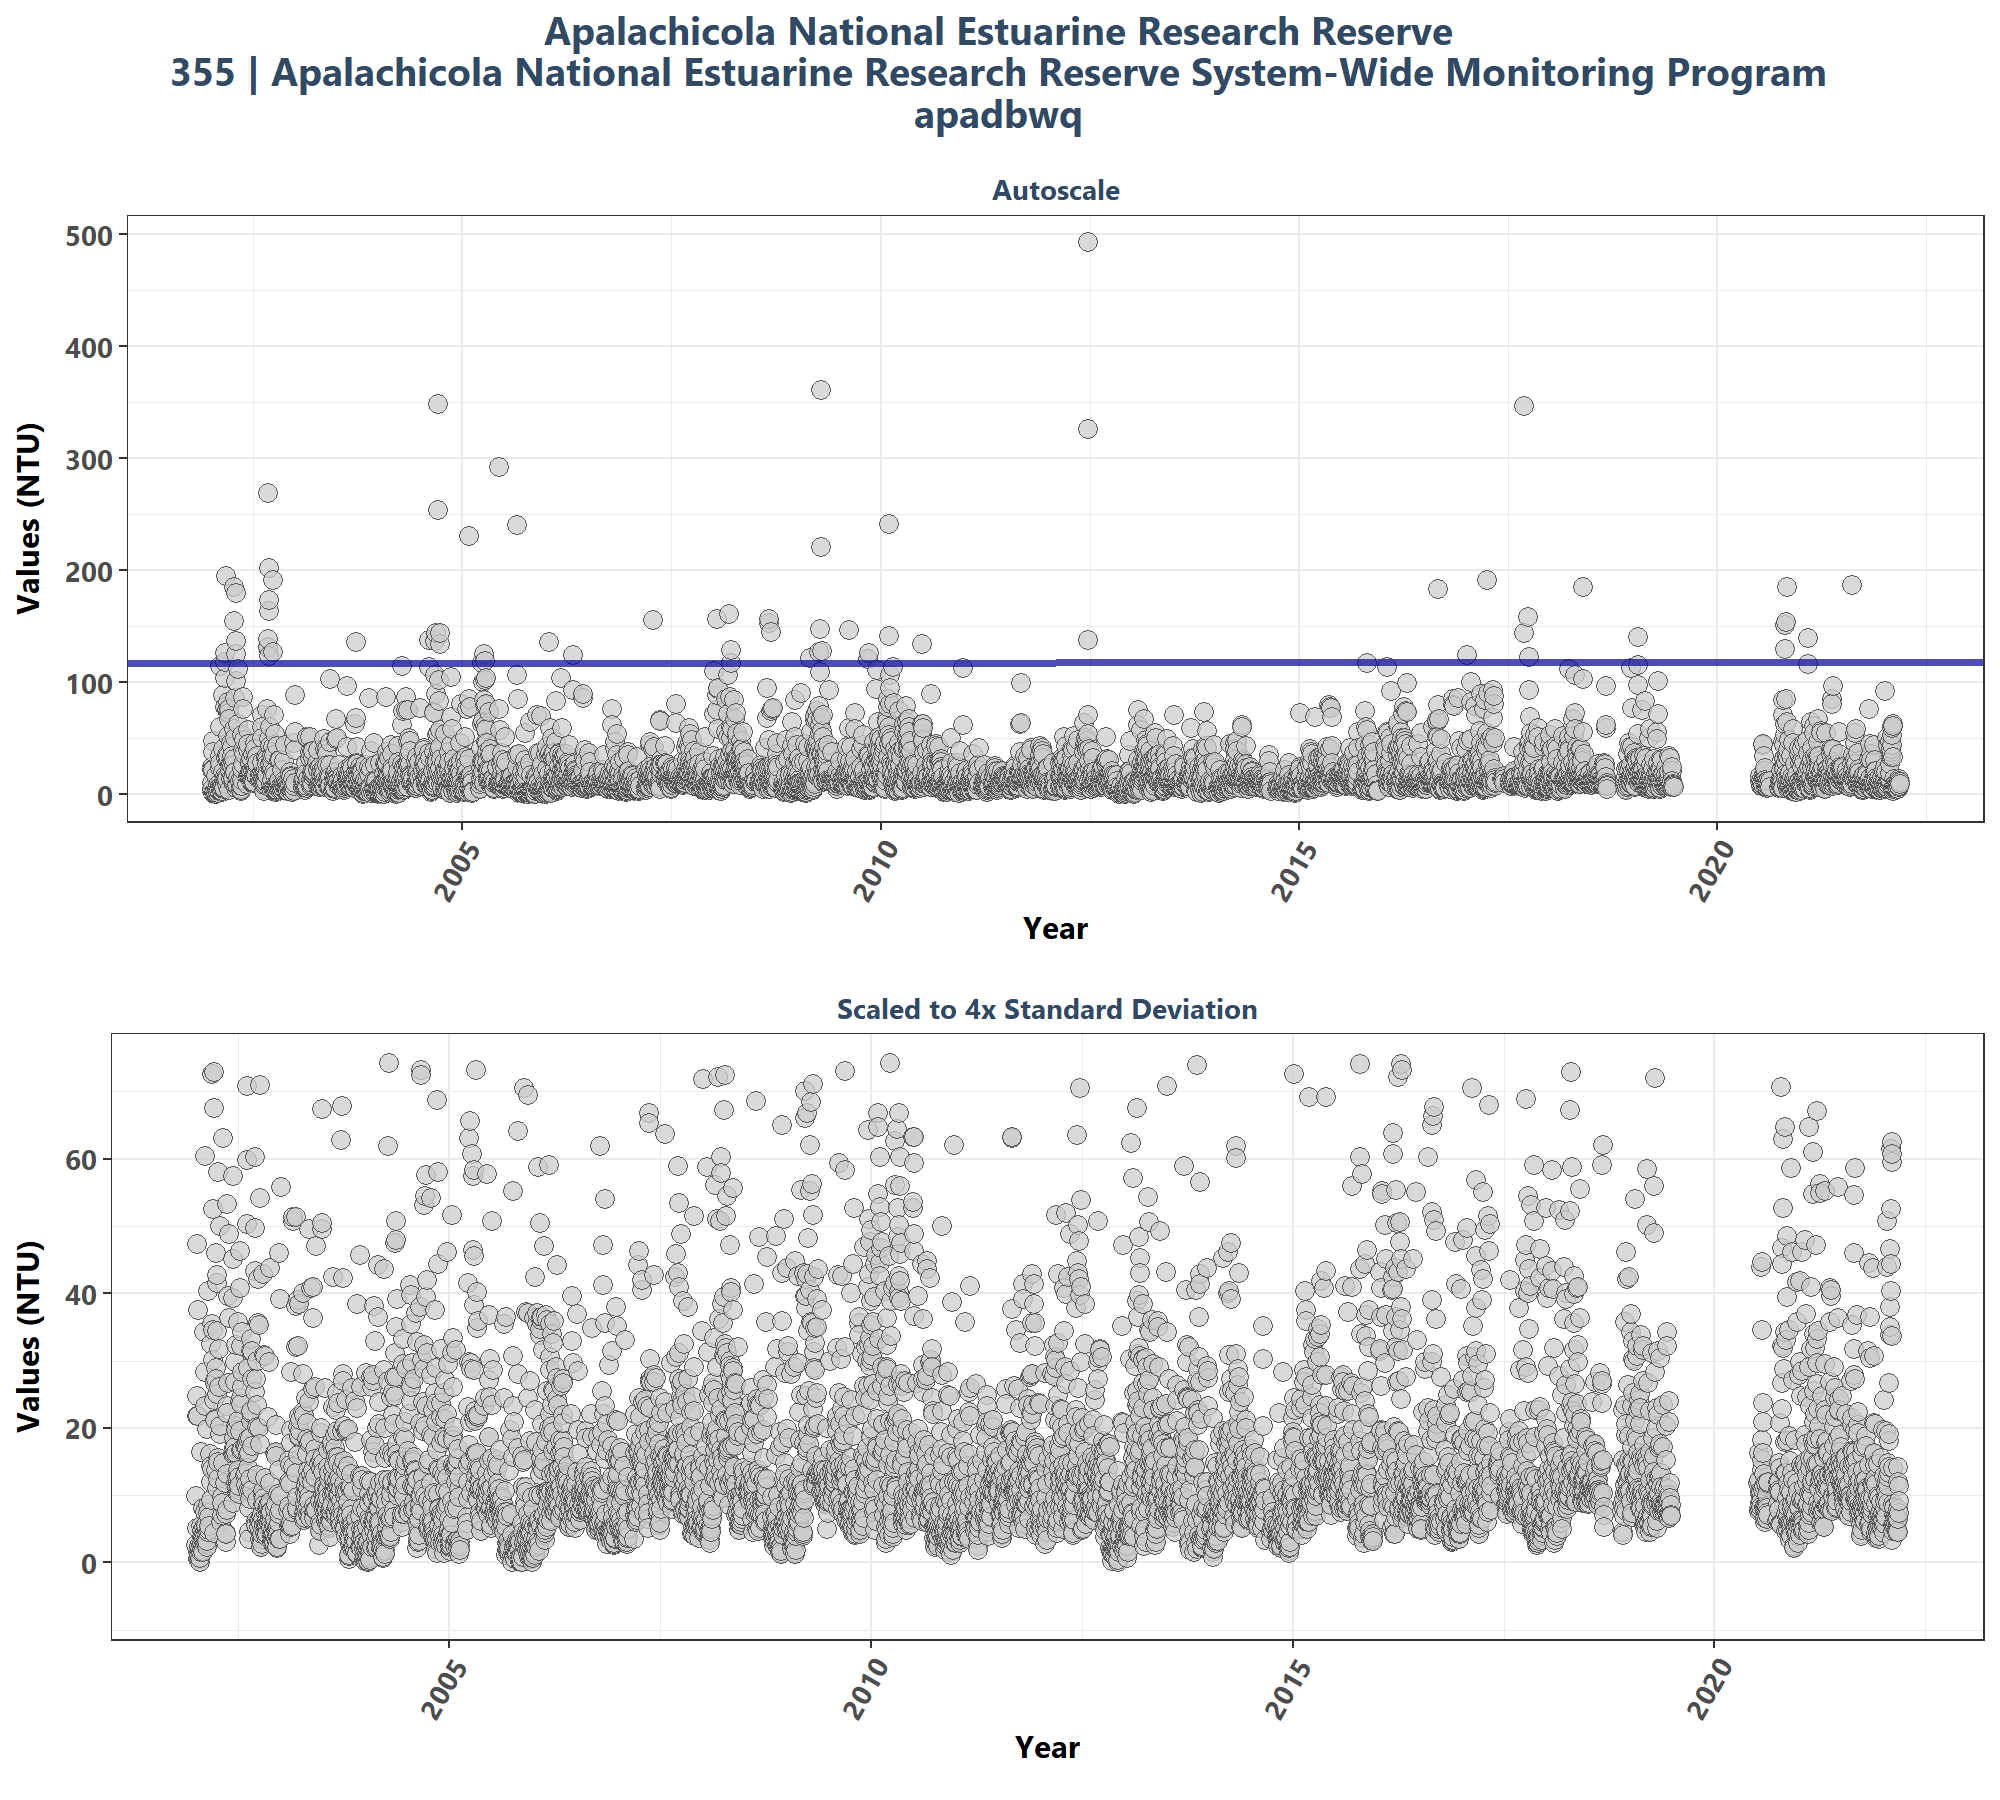 Apalachicola National Estuarine Research Reserve
355 | Apalachicola National Estuarine Research Reserve System-Wide Monitoring Program
apadbwq
Autoscale
Values (NTU)
500
400
300
200
100
0
2005
2010
2015
2020
Year
Scaled to 4x Standard Deviation
Values (NTU)
60
40
20
0
2005
2010
2015
2020
Year